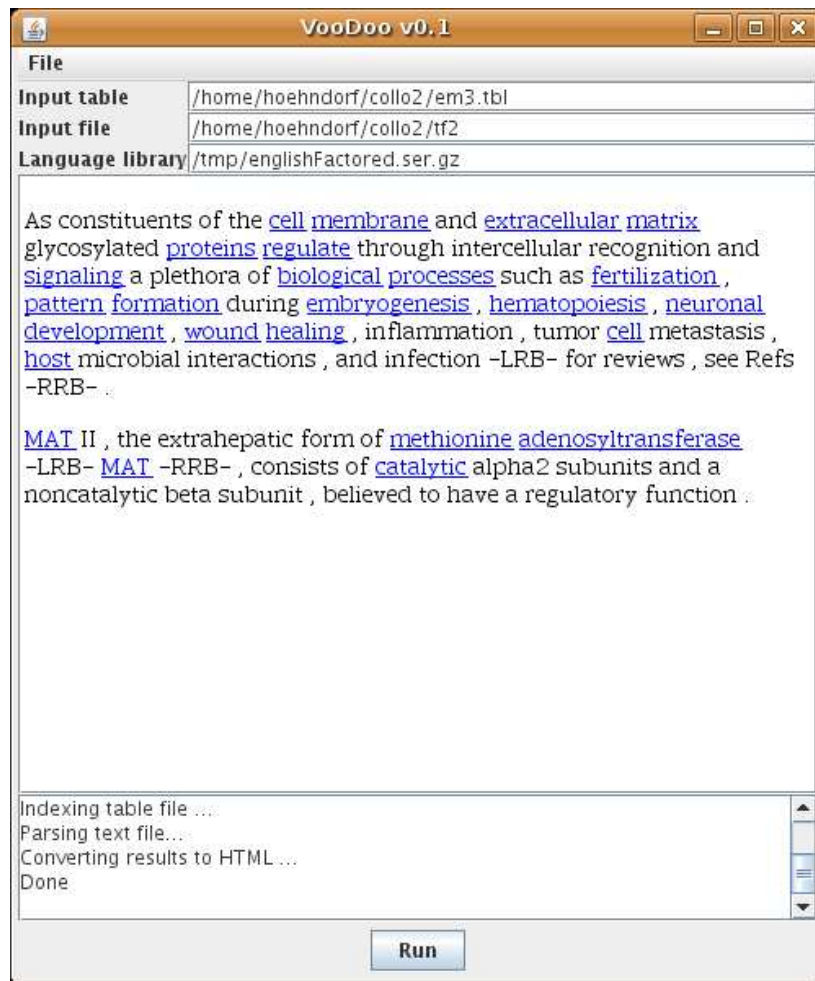 VooDoo v0.1
File
Input table /home/hoehndorf/collo2/em3.tbl
Input file /home/hoehndorf/collo2/tf2
Language library /tmp/englishFactored.ser.gz
As constituents of the cell membrane and extracellular matrix
glycosylated proteins regulate through intercellular recognition and
signaling a plethora of biological processes such as fertilization ,
pattern formation during embryogenesis , hematopoiesis , neuronal
development , wound healing , inflammation , tumor cell metastasis ,
host microbial interactions , and infection -LRB- for reviews , see Refs
-RRB- .
MAT II , the extrahepatic form of methionine adenosyltransferase
-LRB- MAT -RRB- , consists of catalytic alpha2 subunits and a
noncatalytic beta subunit , believed to have a regulatory function .
Indexing table file ...
Parsing text file...
Converting results to HTML ...
Done
Run